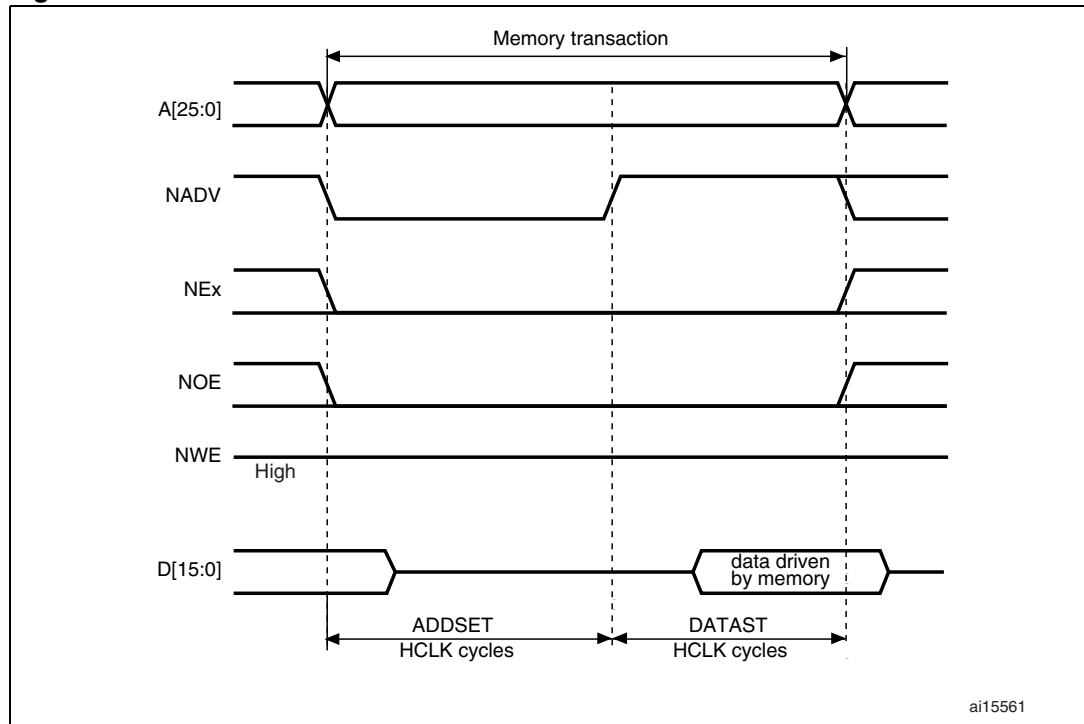 Memory transaction
A[25:0]
NADV
NEx
NOE
NWE
High
D[15:0]
data driven
by memory
ADDSET
HCLK cycles
DATAST
HCLK cycles
ai15561